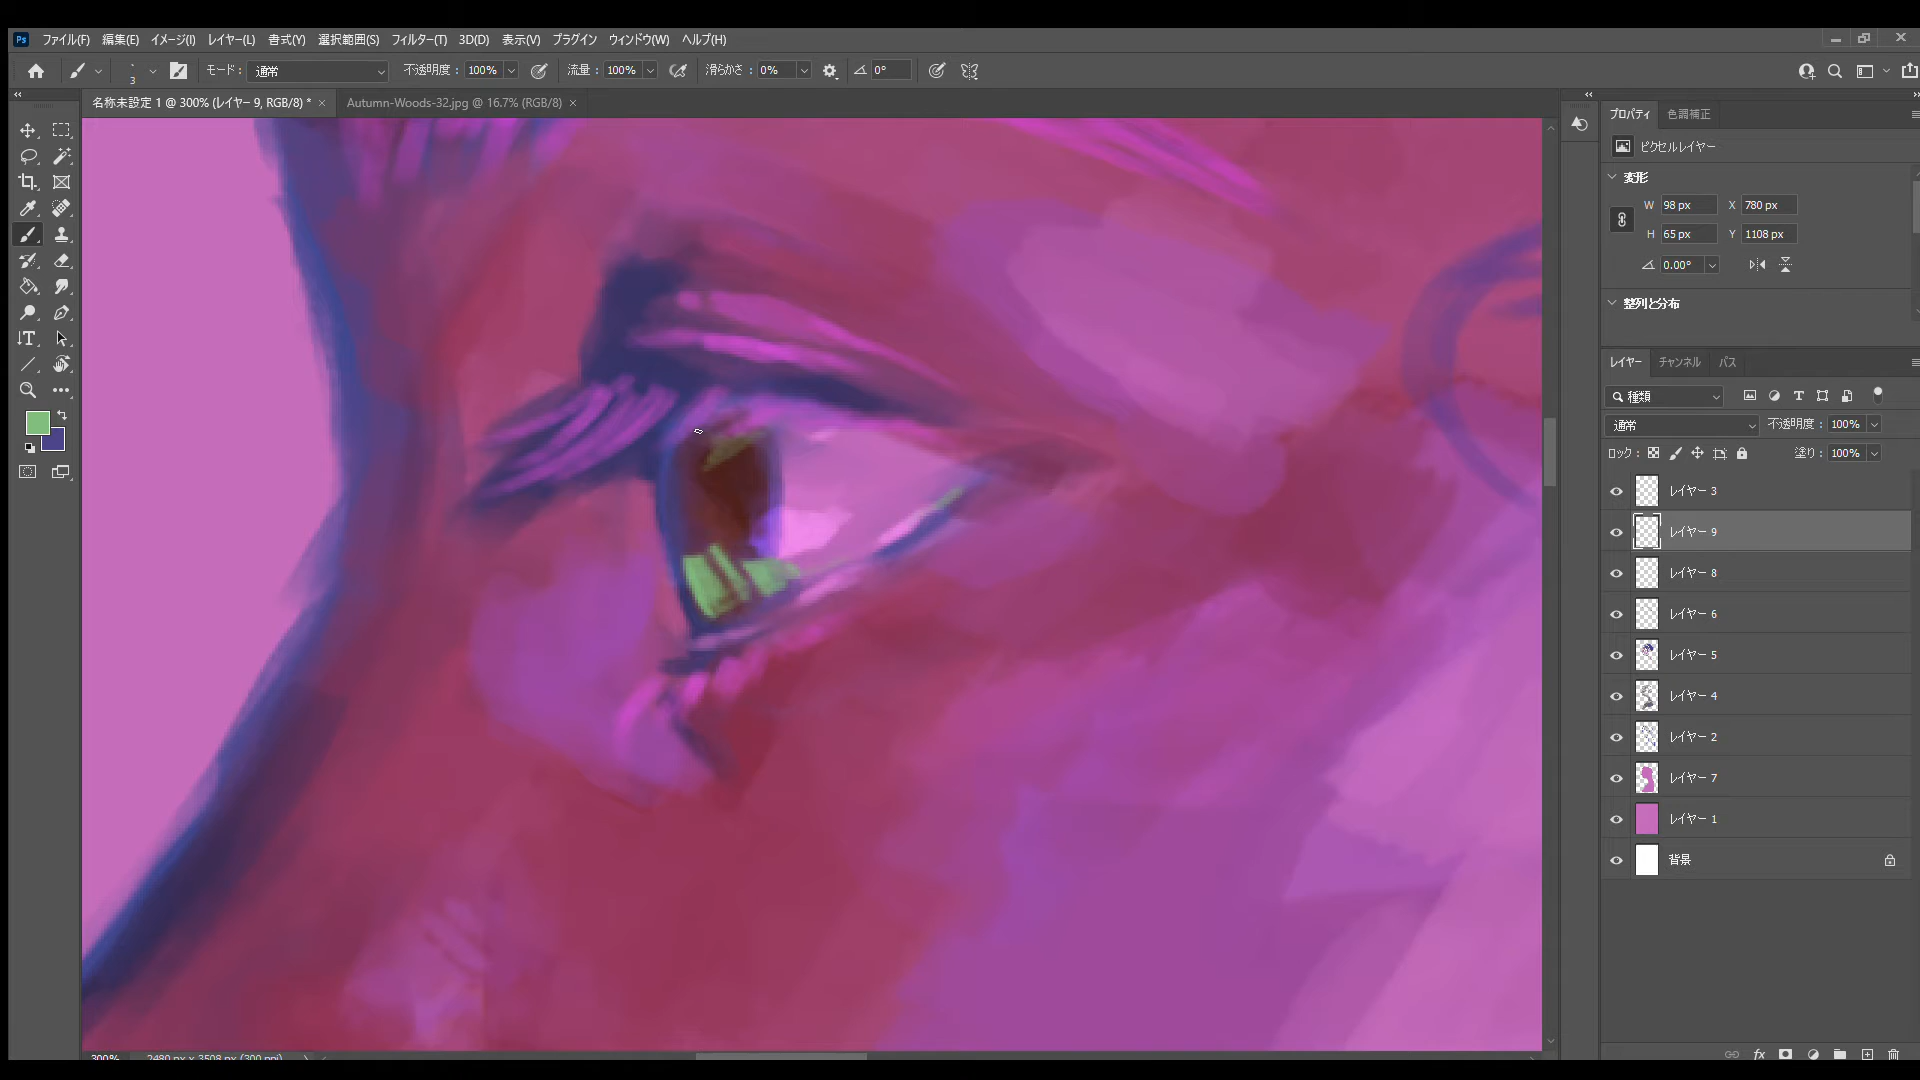 Ps ファイル(F) 編集(E) イメージ(I) レイヤー(L) 書式(Y) 選択範囲(S) フィルター(T) 3D(D) 表示(V) プラグイン ウィンドウ(W) ヘルプ(H)
3 モード : 通常 不透明度 : 100% 流量 : 100% 滑らかさ : 0% 0°
名称未設定 1 @ 300% (レイヤー 9, RGB/8) * × Autumn-Woods-32.jpg @ 16.7% (RGB/8) ×
プロパティ 色調補正
ピクセルレイヤー
変形
W 98 px X 780 px
H 65 px Y 1108 px
0.00°
整列と分布
レイヤー チャンネル パス
種類
通常 不透明度 : 100%
ロック : 塗り : 100%
レイヤー 3
レイヤー 9
レイヤー 8
レイヤー 6
レイヤー 5
レイヤー 4
レイヤー 2
レイヤー 7
レイヤー 1
背景
300% 2480 px x 3508 px (300 ppi)
fx